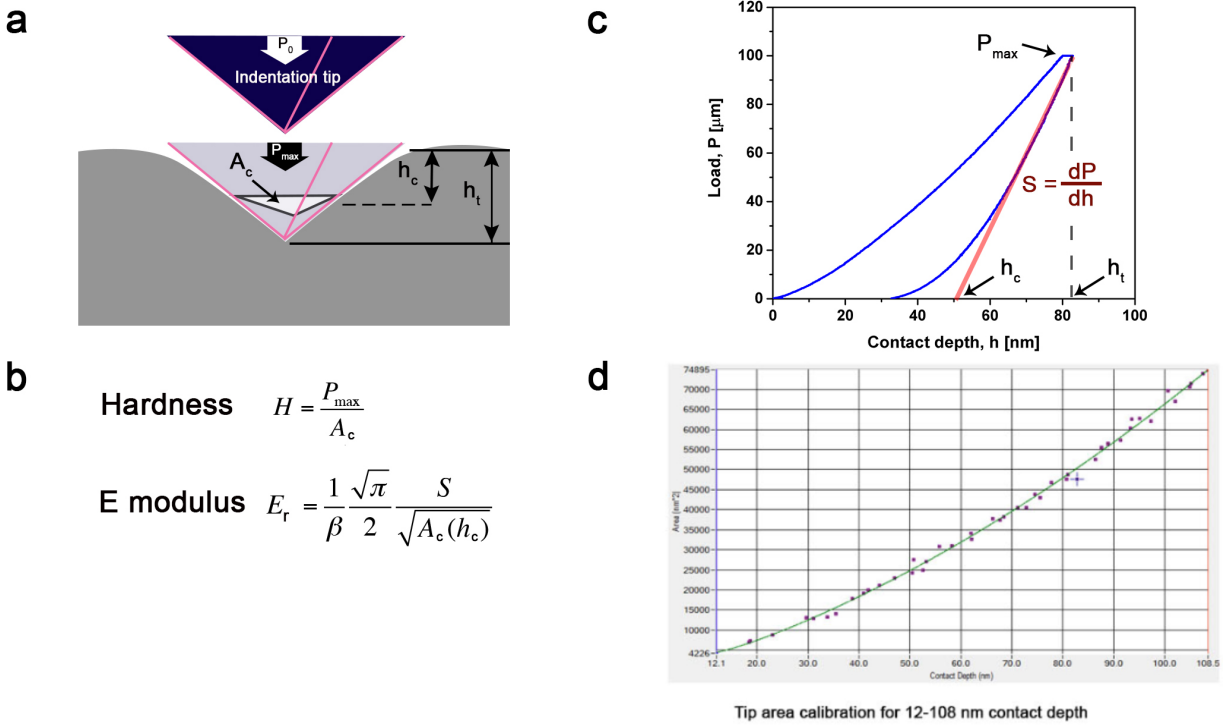 a
P0
Indentation tip
Pmax
Ac
hc
ht
b
Hardness H = Pmax / Ac
E modulus Er = 1/β √π/2 S/√Ac(hc)
c
120
100
80
60
40
20
0
Load, P [μm]
Pmax
S = dP/dh
hc
ht
0 20 40 60 80 100
Contact depth, h [nm]
d
74895
70000
65000
60000
55000
50000
45000
40000
35000
30000
25000
20000
15000
10000
4226
Area [nm^2]
12.1 20.0 30.0 40.0 50.0 60.0 70.0 80.0 90.0 100.0 108.5
Contact Depth (nm)
Tip area calibration for 12-108 nm contact depth